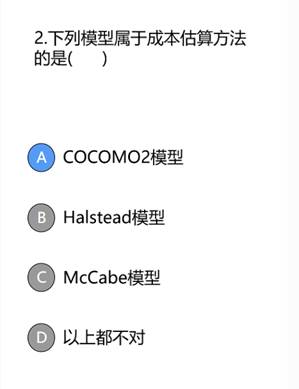 2.下列模型属于成本估算方法
的是(      )
A COCOMO2模型
B Halstead模型
C McCabe模型
D 以上都不对